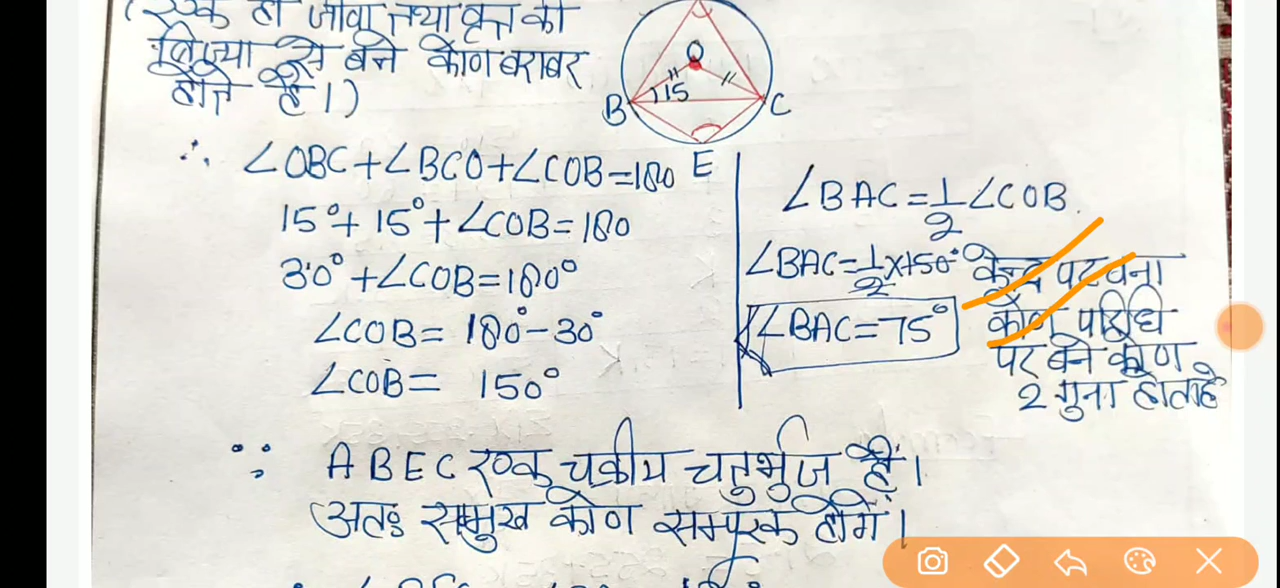 (एक ही जीवा तथा वृत्त की
त्रिज्या से बने कोण बराबर
होते हैं।)
O
15
B
C
E
∴ ∠OBC+∠BCO+∠COB=180
15°+15°+∠COB=180
30°+∠COB=180°
∠COB= 180°-30°
∠COB= 150°
∠BAC=1/2 ∠COB
∠BAC=1/2×150°
∠BAC=75°
केन्द्र पर बना
कोण परिधि
पर बने कोण
2 गुना होता है
∵ ABEC एक चक्रीय चतुर्भुज है।
अतः सम्मुख कोण सम्पूरक होंगे।